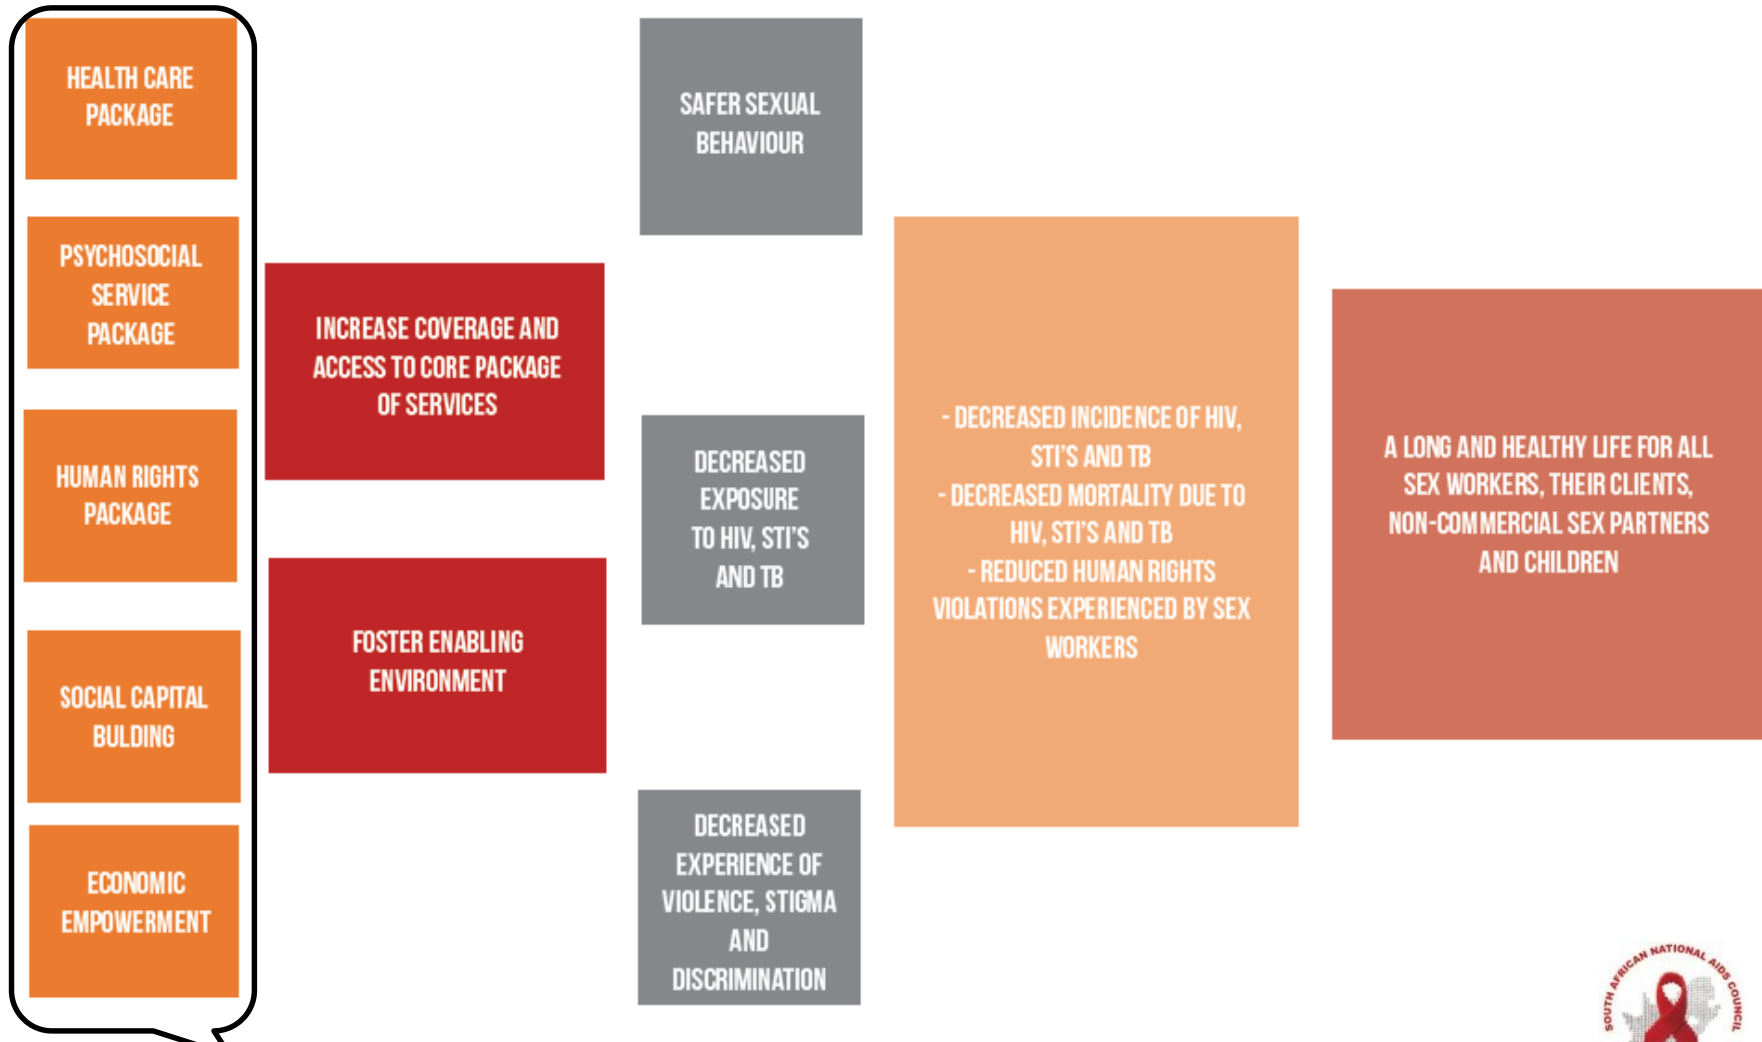 HEALTH CARE
PACKAGE
PSYCHOSOCIAL
SERVICE
PACKAGE
HUMAN RIGHTS
PACKAGE
SOCIAL CAPITAL
BULDING
ECONOMIC
EMPOWERMENT
INCREASE COVERAGE AND
ACCESS TO CORE PACKAGE
OF SERVICES
FOSTER ENABLING
ENVIRONMENT
SAFER SEXUAL
BEHAVIOUR
DECREASED
EXPOSURE
TO HIV, STI'S
AND TB
DECREASED
EXPERIENCE OF
VIOLENCE, STIGMA
AND
DISCRIMINATION
- DECREASED INCIDENCE OF HIV,
STI'S AND TB
- DECREASED MORTALITY DUE TO
HIV, STI'S AND TB
- REDUCED HUMAN RIGHTS
VIOLATIONS EXPERIENCED BY SEX
WORKERS
A LONG AND HEALTHY LIFE FOR ALL
SEX WORKERS, THEIR CLIENTS,
NON-COMMERCIAL SEX PARTNERS
AND CHILDREN
SOUTH AFRICAN NATIONAL AIDS COUNCIL